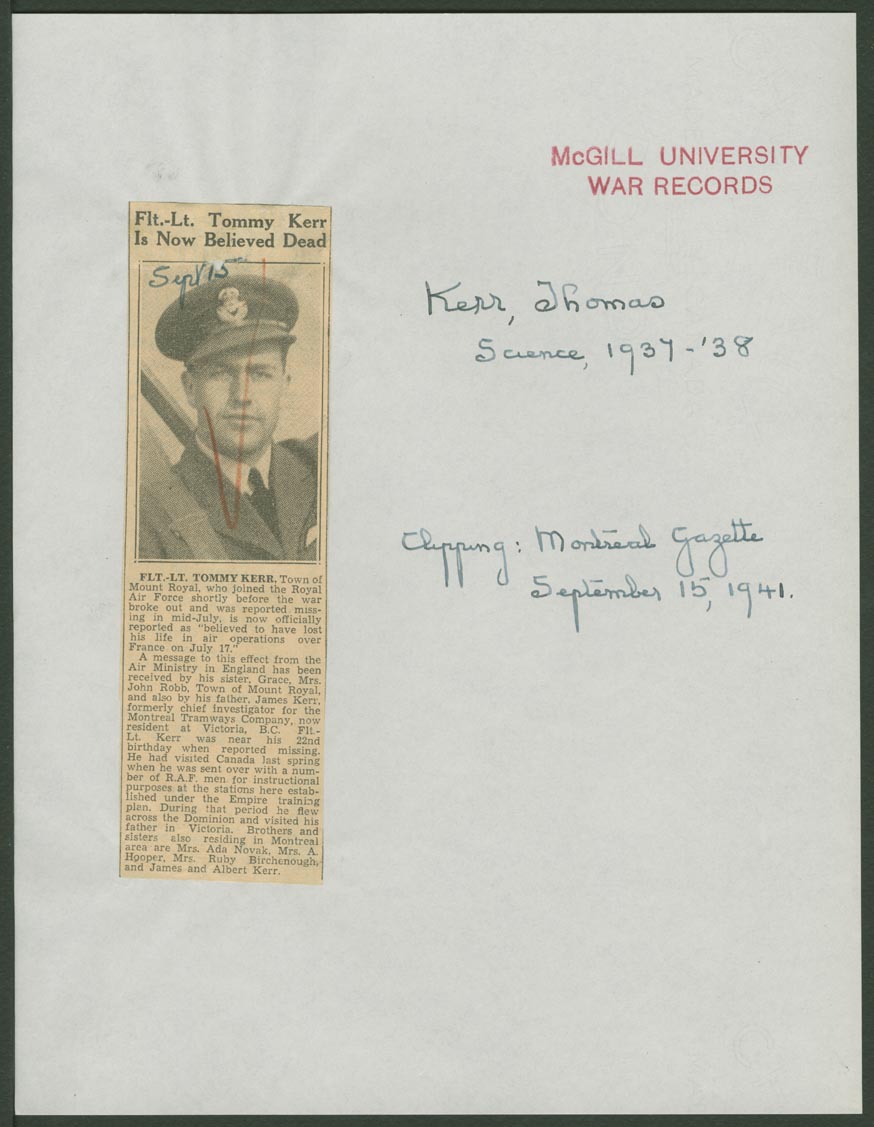 McGILL UNIVERSITY
WAR RECORDS
Flt.-Lt. Tommy Kerr
Is Now Believed Dead
Sept 15
Kerr, Thomas
Science, 1937-'38
Clipping: Montreal Gazette
September 15, 1941.
FLT.-LT. TOMMY KERR, Town of
Mount Royal, who joined the Royal
Air Force shortly before the war
broke out and was reported miss-
ing in mid-July, is now officially
reported as "believed to have lost
his life in air operations over
France on July 17."
A message to this effect from the
Air Ministry in England has been
received by his sister, Grace, Mrs.
John Robb, Town of Mount Royal,
and also by his father, James Kerr,
formerly chief investigator for the
Montreal Tramways Company, now
resident at Victoria, B.C. Flt.-
Lt. Kerr was near his 22nd
birthday when reported missing.
He had visited Canada last spring
when he was sent over with a num-
ber of R.A.F. men for instructional
purposes at the stations here estab-
lished under the Empire training
plan. During that period he flew
across the Dominion and visited his
father in Victoria. Brothers and
sisters also residing in Montreal
area are Mrs. Ada Novak, Mrs. A.
Hooper, Mrs. Ruby Birchenough,
and James and Albert Kerr.